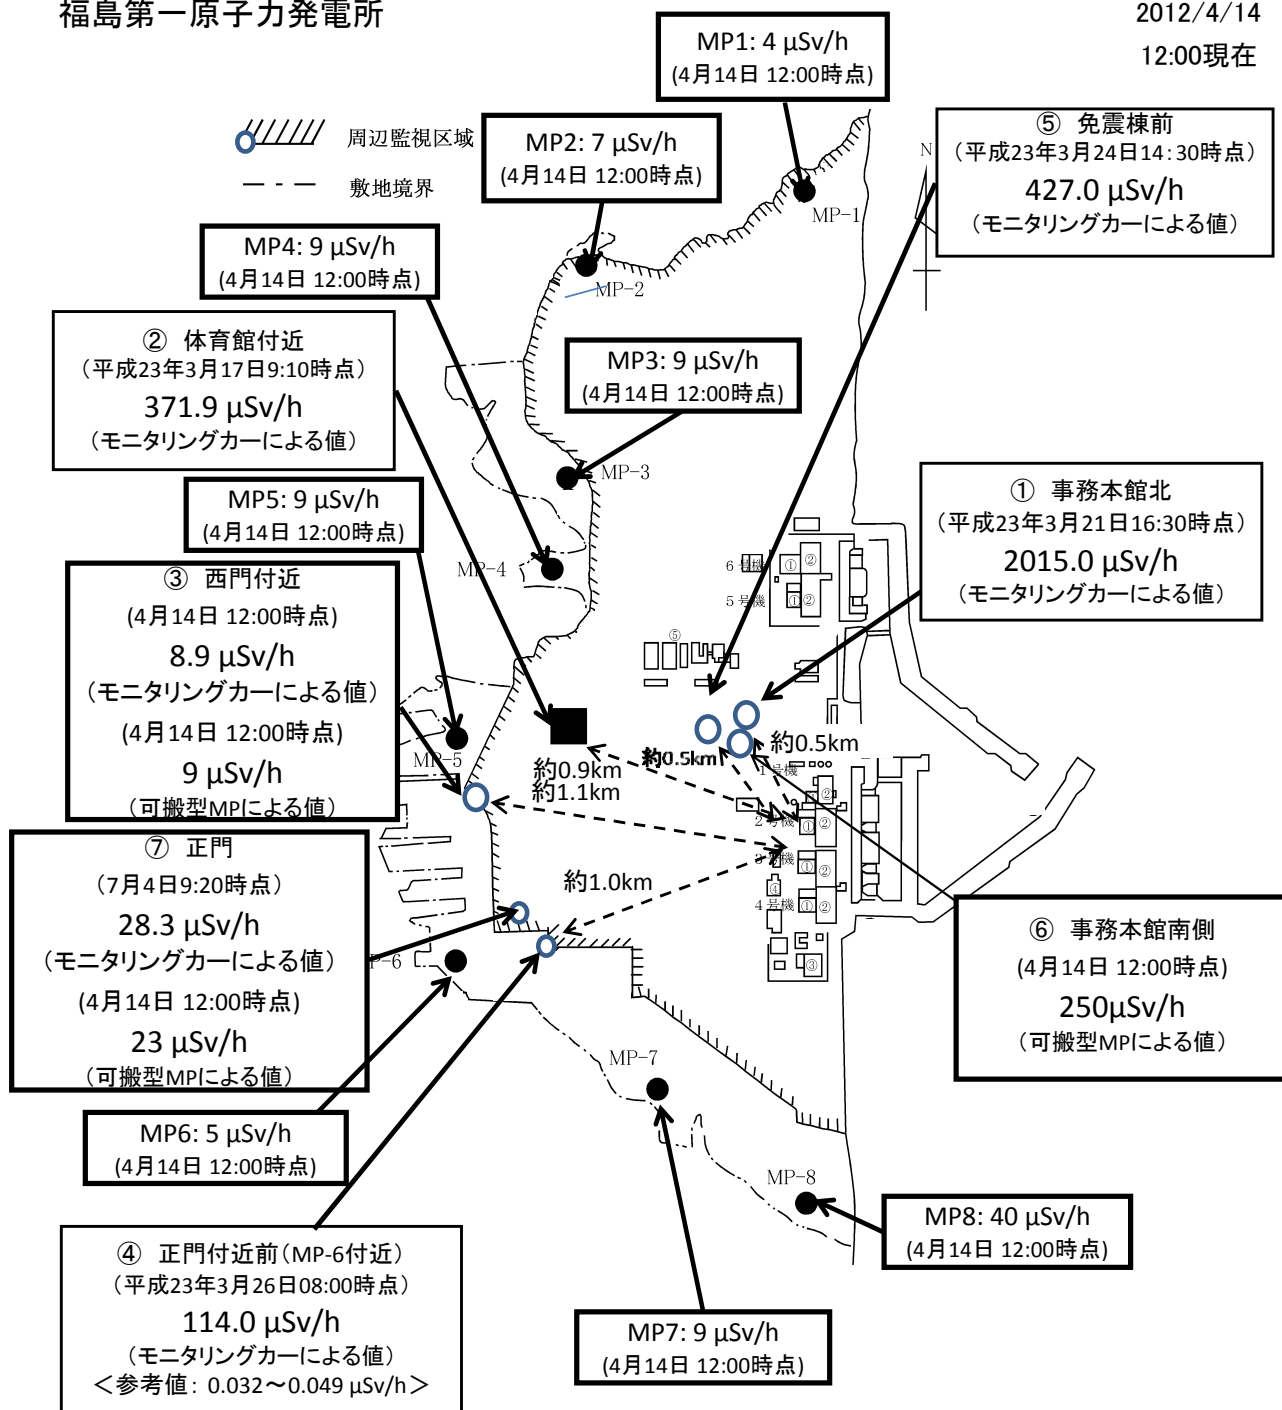 福島第一原子力発電所
2012/4/14
12:00現在
周辺監視区域
敷地境界
MP1: 4 μSv/h
(4月14日 12:00時点)
MP2: 7 μSv/h
(4月14日 12:00時点)
⑤ 免震棟前
(平成23年3月24日14:30時点)
427.0 μSv/h
(モニタリングカーによる値)
N
MP-1
MP4: 9 μSv/h
(4月14日 12:00時点)
MP-2
② 体育館付近
(平成23年3月17日9:10時点)
371.9 μSv/h
(モニタリングカーによる値)
MP3: 9 μSv/h
(4月14日 12:00時点)
MP-3
MP5: 9 μSv/h
(4月14日 12:00時点)
① 事務本館北
(平成23年3月21日16:30時点)
2015.0 μSv/h
(モニタリングカーによる値)
MP-4
③ 西門付近
(4月14日 12:00時点)
8.9 μSv/h
(モニタリングカーによる値)
(4月14日 12:00時点)
9 μSv/h
(可搬型MPによる値)
6号機
① ②
5号機
① ②
⑤
MP-5
約0.9km
約1.1km
約0.5km
約0.5km
1号機
②
2号機
① ②
3号機
① ②
④
4号機
① ②
③
約1.0km
⑦ 正門
(7月4日9:20時点)
28.3 μSv/h
(モニタリングカーによる値)
(4月14日 12:00時点)
23 μSv/h
(可搬型MPによる値)
P-6
⑥ 事務本館南側
(4月14日 12:00時点)
250μSv/h
(可搬型MPによる値)
MP-7
MP6: 5 μSv/h
(4月14日 12:00時点)
MP-8
MP8: 40 μSv/h
(4月14日 12:00時点)
④ 正門付近前(MP-6付近)
(平成23年3月26日08:00時点)
114.0 μSv/h
(モニタリングカーによる値)
<参考値: 0.032～0.049 μSv/h>
MP7: 9 μSv/h
(4月14日 12:00時点)